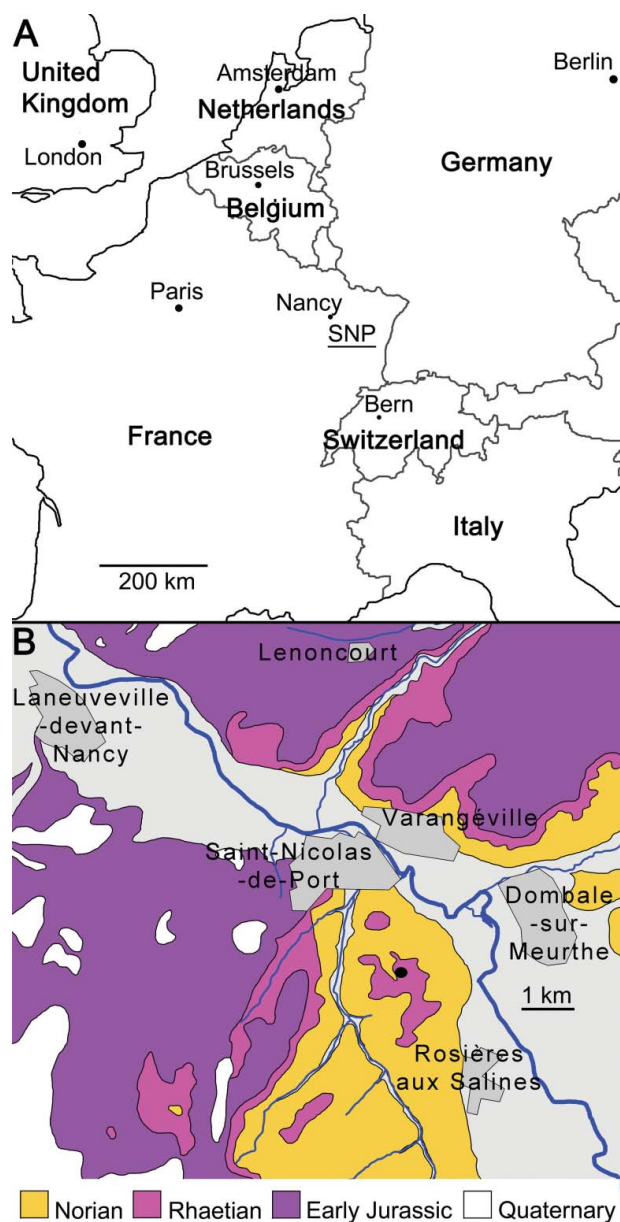 A
United
Kingdom
London
Amsterdam
Netherlands
Berlin
Germany
Brussels
Belgium
Paris
Nancy
SNP
Bern
France
Switzerland
Italy
200 km
B
Lenoncourt
Laneuveville
-devant-
Nancy
Varangéville
Saint-Nicolas
-de-Port
Dombale
-sur-
Meurthe
1 km
Rosières
aux Salines
Norian
Rhaetian
Early Jurassic
Quaternary